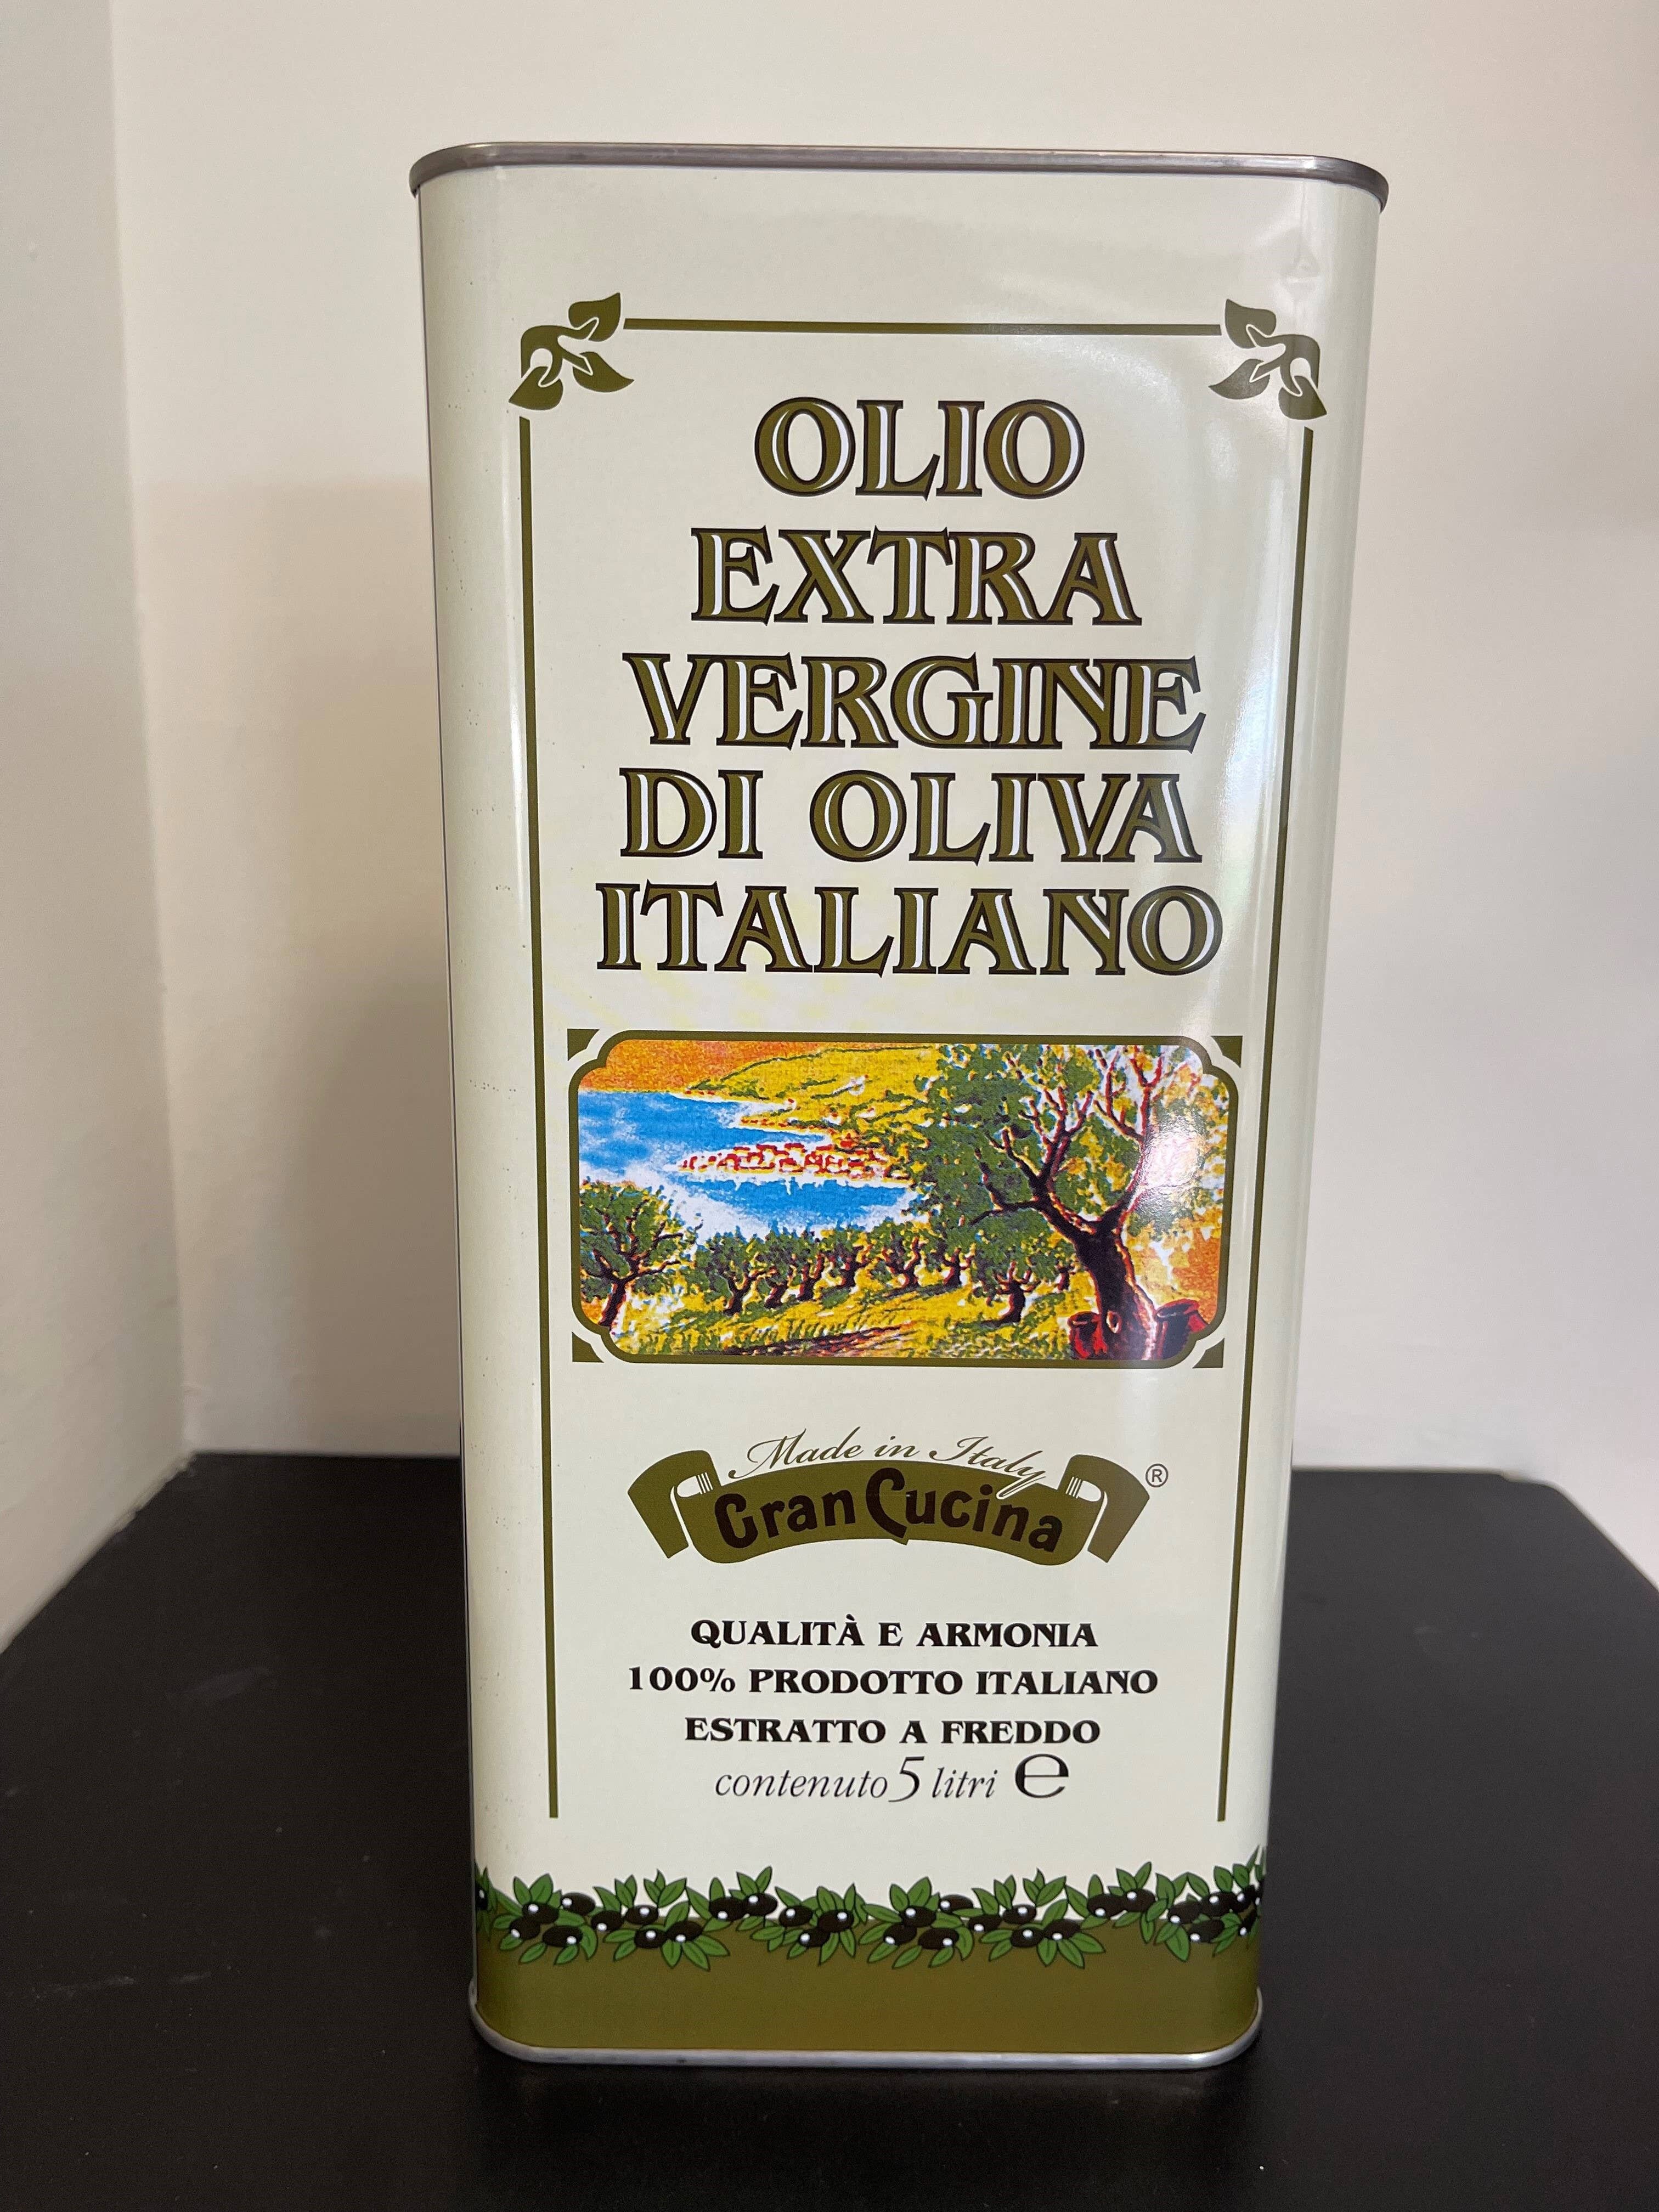 OLIO
EXTRA
VERGINE
DI OLIVA
ITALIANO
Made in Italy
Gran Cucina ®
QUALITÀ E ARMONIA
100% PRODOTTO ITALIANO
ESTRATTO A FREDDO
contenuto 5 litri ℮